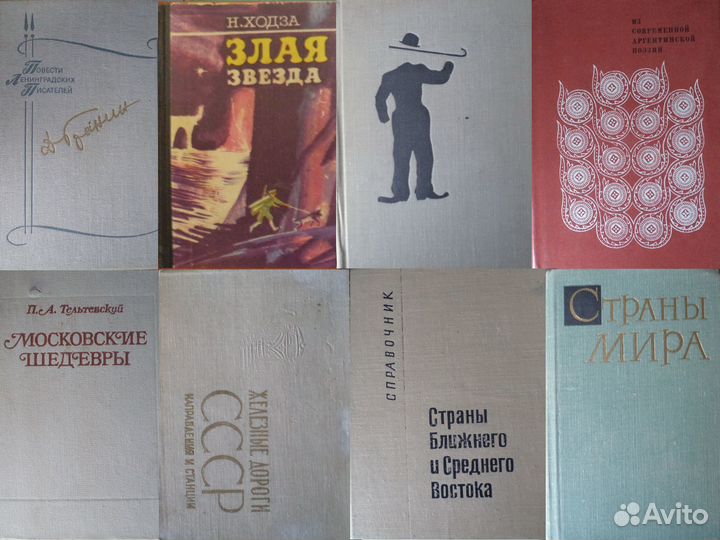 Повести
Ленинградских
Писателей
Д Гранин
Н. ХОДЗА
ЗЛАЯ
ЗВЕЗДА
ИЗ
СОВРЕМЕННОЙ
АРГЕНТИНСКОЙ
ПОЭЗИИ
П. А. Тельтевский
МОСКОВСКИЕ
ШЕДЕВРЫ
ЖЕЛЕЗНЫЕ ДОРОГИ
СССР
НАПРАВЛЕНИЯ И СТАНЦИИ
СПРАВОЧНИК
Страны
Ближнего
и Среднего
Востока
СТРАНЫ
МИРА
Avito